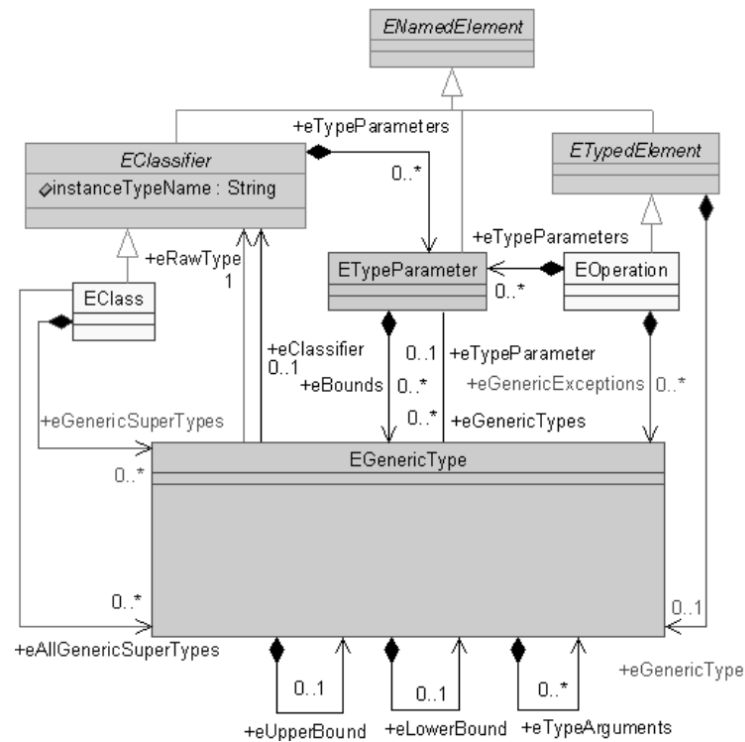 ENamedElement
+eTypeParameters
EClassifier
ETypedElement
instanceTypeName : String
0..*
+eRawType
+eTypeParameters
1
ETypeParameter
EOperation
EClass
0..*
+eClassifier
0..1
+eTypeParameter
0..1
+eBounds
0..*
+eGenericExceptions
0..*
+eGenericSuperTypes
0..*
+eGenericTypes
EGenericType
0..*
0..*
0..1
+eAllGenericSuperTypes
+eGenericType
0..1
0..1
0..*
+eUpperBound
+eLowerBound
+eTypeArguments